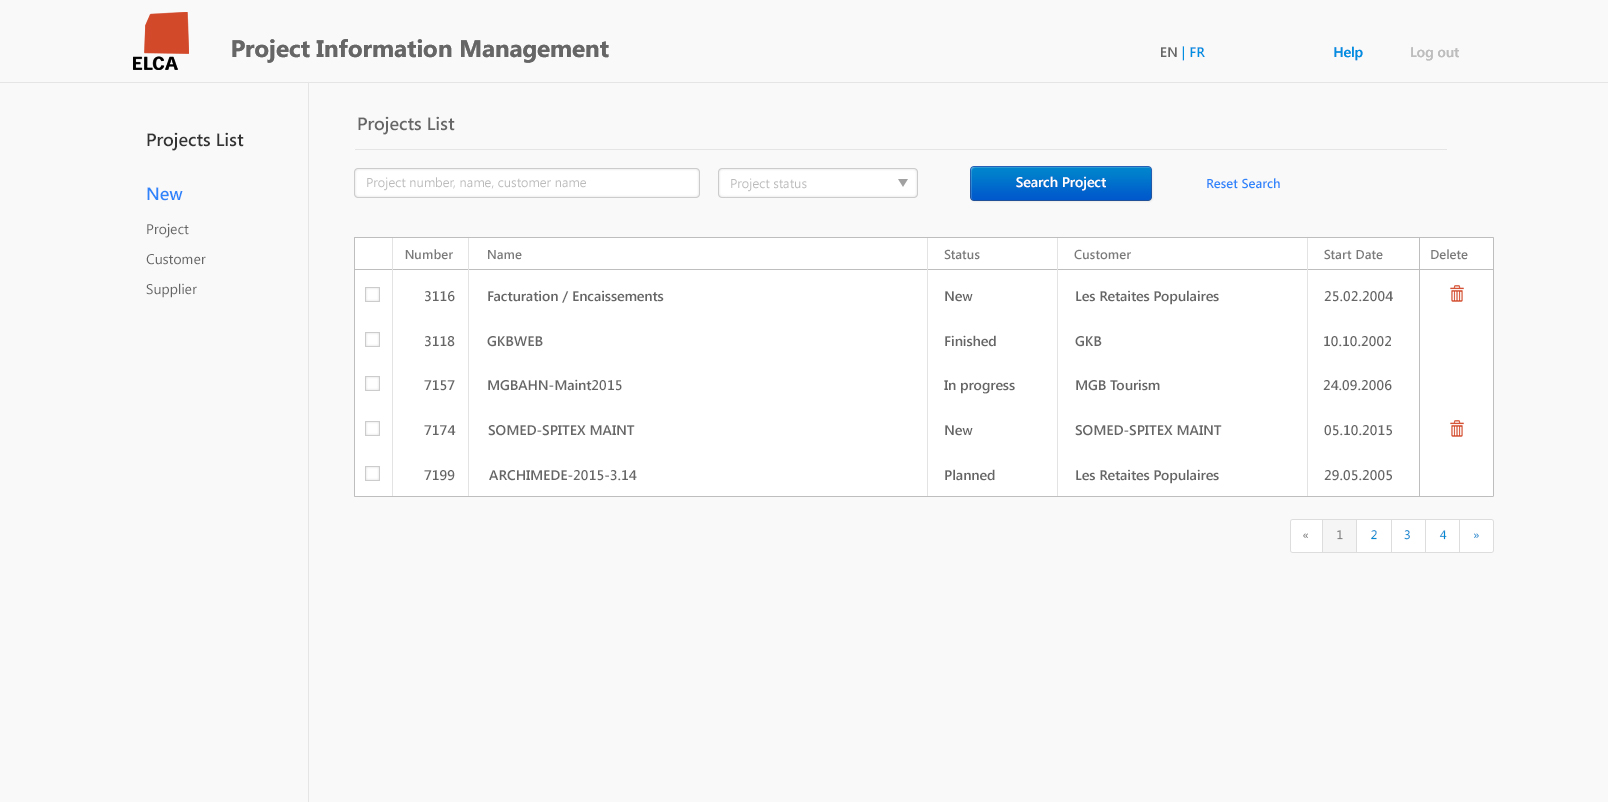 ELCA
Project Information Management
EN | FR
Help
Log out
Projects List
New
Project
Customer
Supplier
Projects List
Project number, name, customer name
Project status
Search Project
Reset Search
Number Name Status Customer Start Date Delete
3116 Facturation / Encaissements New Les Retaites Populaires 25.02.2004
3118 GKBWEB Finished GKB 10.10.2002
7157 MGBAHN-Maint2015 In progress MGB Tourism 24.09.2006
7174 SOMED-SPITEX MAINT New SOMED-SPITEX MAINT 05.10.2015
7199 ARCHIMEDE-2015-3.14 Planned Les Retaites Populaires 29.05.2005
« 1 2 3 4 »